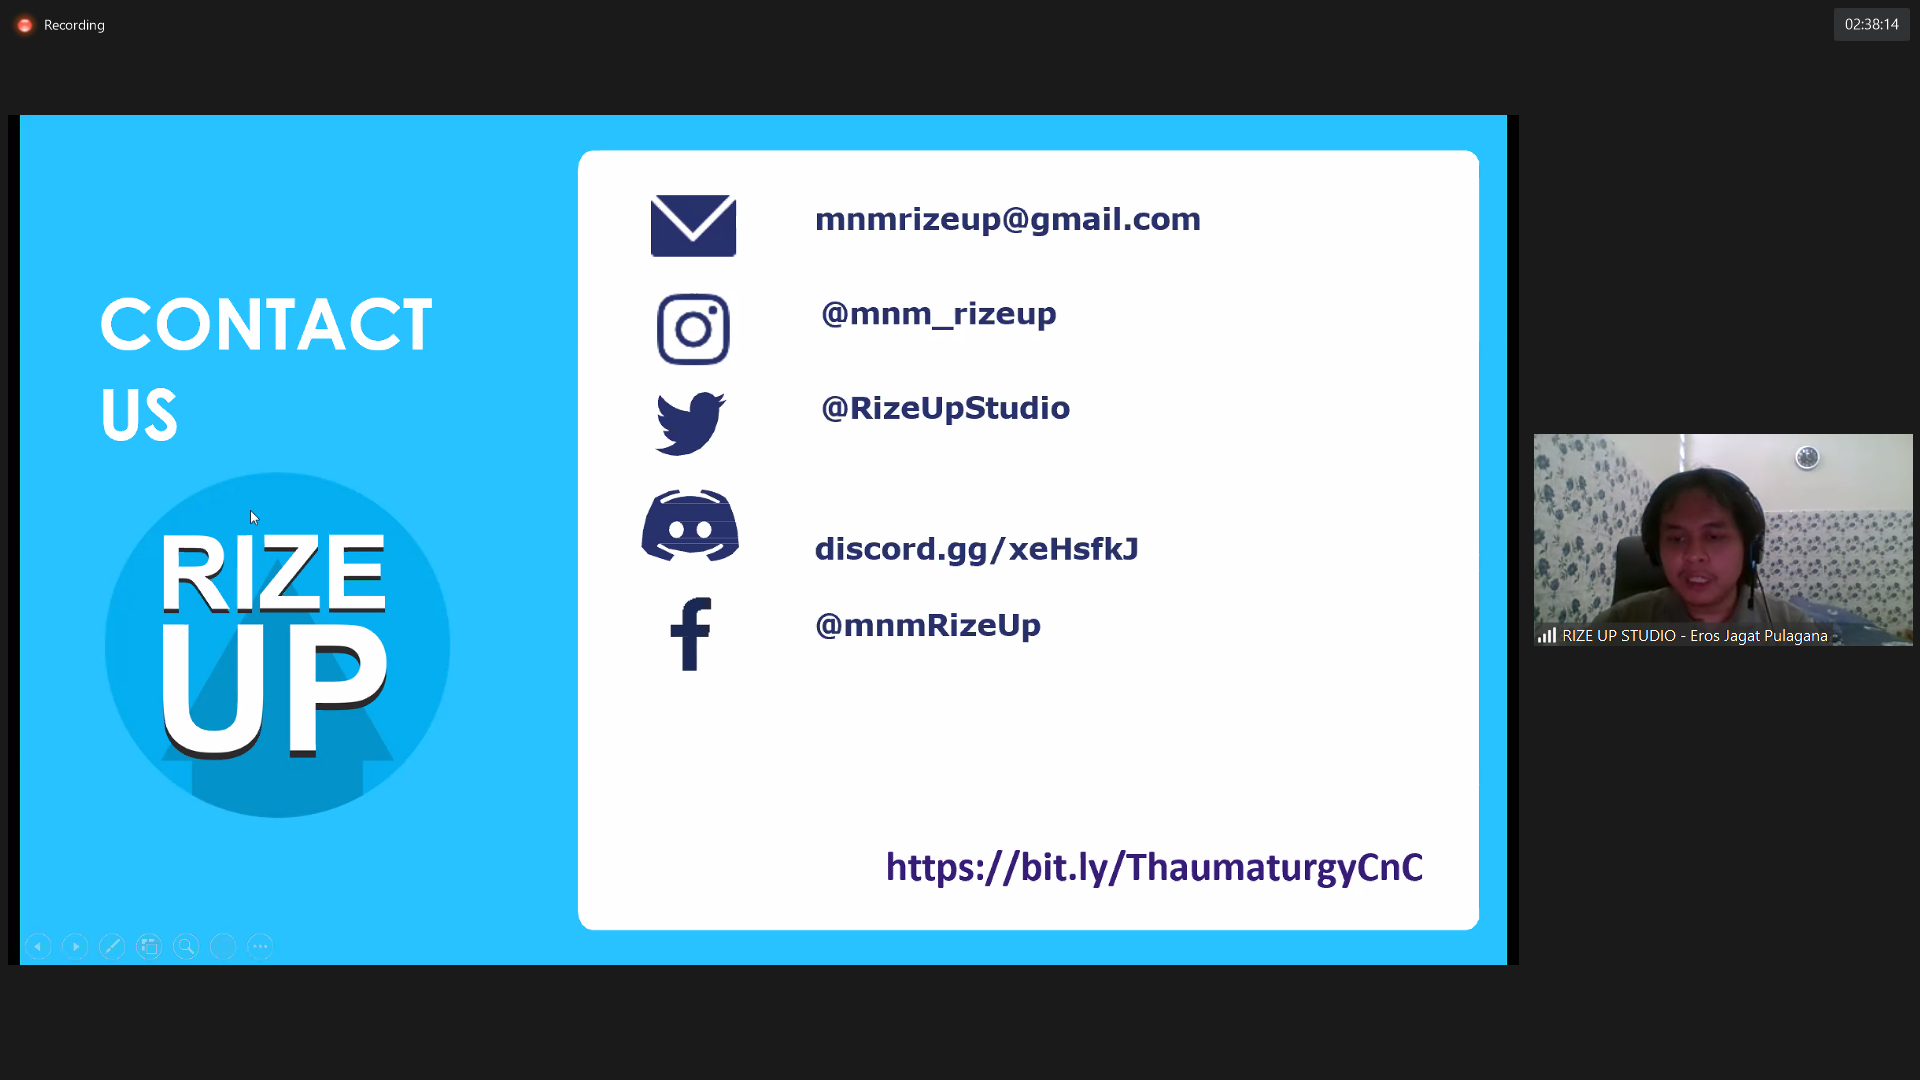 Recording
02:38:14
CONTACT
US
RIZE
UP
mnmrizeup@gmail.com
@mnm_rizeup
@RizeUpStudio
discord.gg/xeHsfkJ
@mnmRizeUp
https://bit.ly/ThaumaturgyCnC
RIZE UP STUDIO - Eros Jagat Pulagana